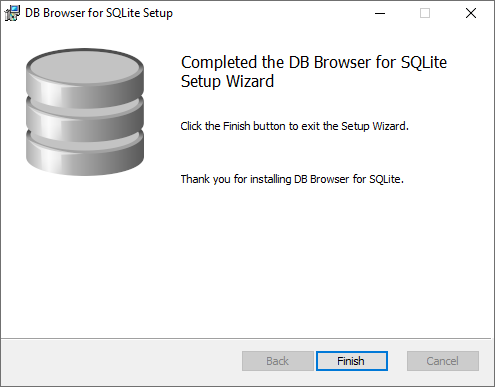 DB Browser for SQLite Setup
Completed the DB Browser for SQLite
Setup Wizard
Click the Finish button to exit the Setup Wizard.
Thank you for installing DB Browser for SQLite.
Back
Finish
Cancel